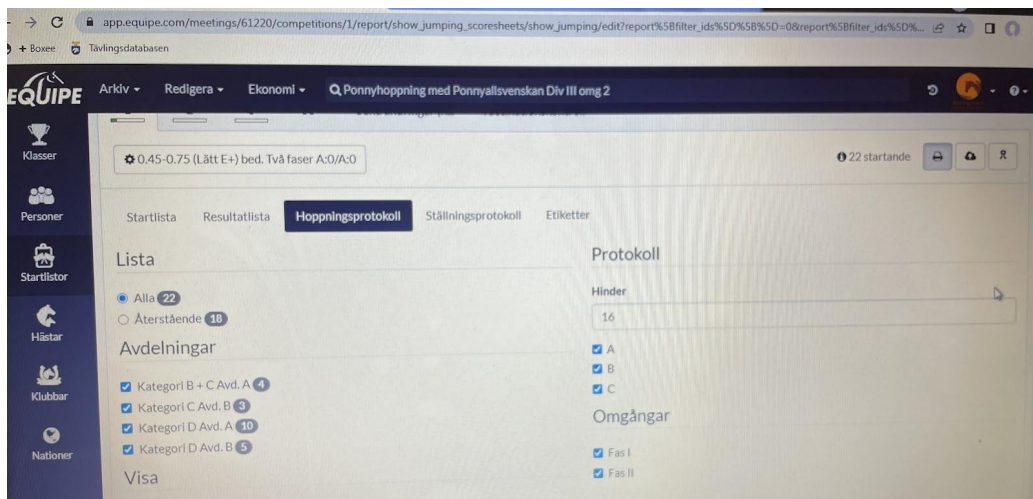 app.equipe.com/meetings/61220/competitions/1/report/show_jumping_scoresheets/show_jumping/edit?report%5Bfilter_ids%5D%5B%5D=0&report%5Bfilter_ids%5D%...
+ Boxee Tävlingsdatabasen
EQUIPE Arkiv Redigera Ekonomi Ponnyhoppning med Ponnyallsvenskan Div III omg 2
Klasser
0.45-0.75 (Lätt E+) bed. Två faser A:0/A:0 22 startande
Personer
Startlista Resultatlista Hoppningsprotokoll Ställningsprotokoll Etiketter
Startlistor
Lista
Alla 22
Återstående 18
Hästar
Avdelningar
Kategori B + C Avd. A 4
Klubbar
Kategori C Avd. B 3
Kategori D Avd. A 10
Nationer
Kategori D Avd. B 5
Visa
Protokoll
Hinder
16
A
B
C
Omgångar
Fas I
Fas II